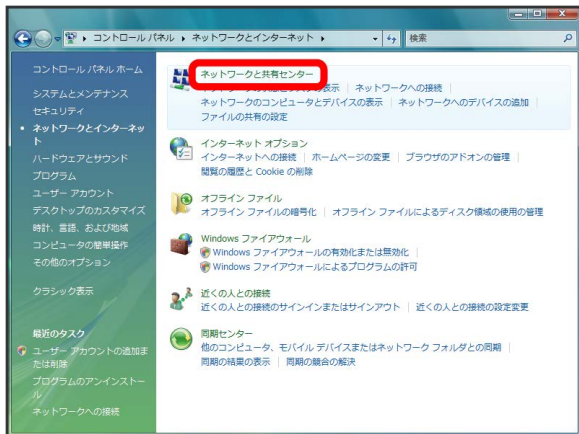 コントロール パネル ▸ ネットワークとインターネット ▸
検索
コントロール パネル ホーム
システムとメンテナンス
セキュリティ
• ネットワークとインターネッ
ト
ハードウェアとサウンド
プログラム
ユーザー アカウント
デスクトップのカスタマイズ
時計、言語、および地域
コンピュータの簡単操作
その他のオプション
クラシック表示
最近のタスク
ユーザー アカウントの追加ま
たは削除
プログラムのアンインストー
ル
ネットワークへの接続
ネットワークと共有センター
表示 | ネットワークへの接続 |
ネットワークのコンピュータとデバイスの表示 | ネットワークへのデバイスの追加 |
ファイルの共有の設定
インターネット オプション
インターネットへの接続 | ホームページの変更 | ブラウザのアドオンの管理 |
閲覧の履歴と Cookie の削除
オフライン ファイル
オフライン ファイルの暗号化 | オフライン ファイルによるディスク領域の使用の管理
Windows ファイアウォール
Windows ファイアウォールの有効化または無効化 |
Windows ファイアウォールによるプログラムの許可
近くの人との接続
近くの人との接続のサインインまたはサインアウト | 近くの人との接続の設定変更
同期センター
他のコンピュータ、モバイル デバイスまたはネットワーク フォルダとの同期 |
同期の結果の表示 | 同期の競合の解決